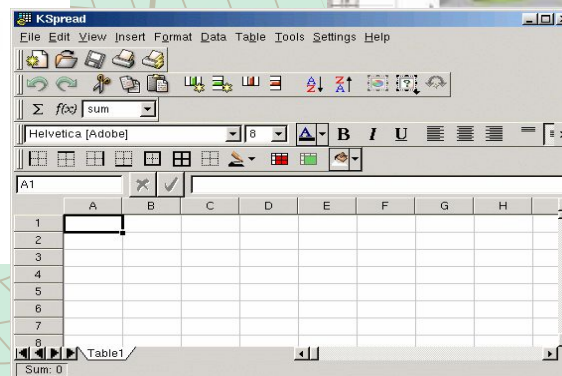 KSpread
File Edit View Insert Format Data Table Tools Settings Help
Σ f(x) sum
Helvetica [Adobe] 8 A B I U
A1
A B C D E F G H
1
2
3
4
5
6
7
8
Table1
Sum: 0